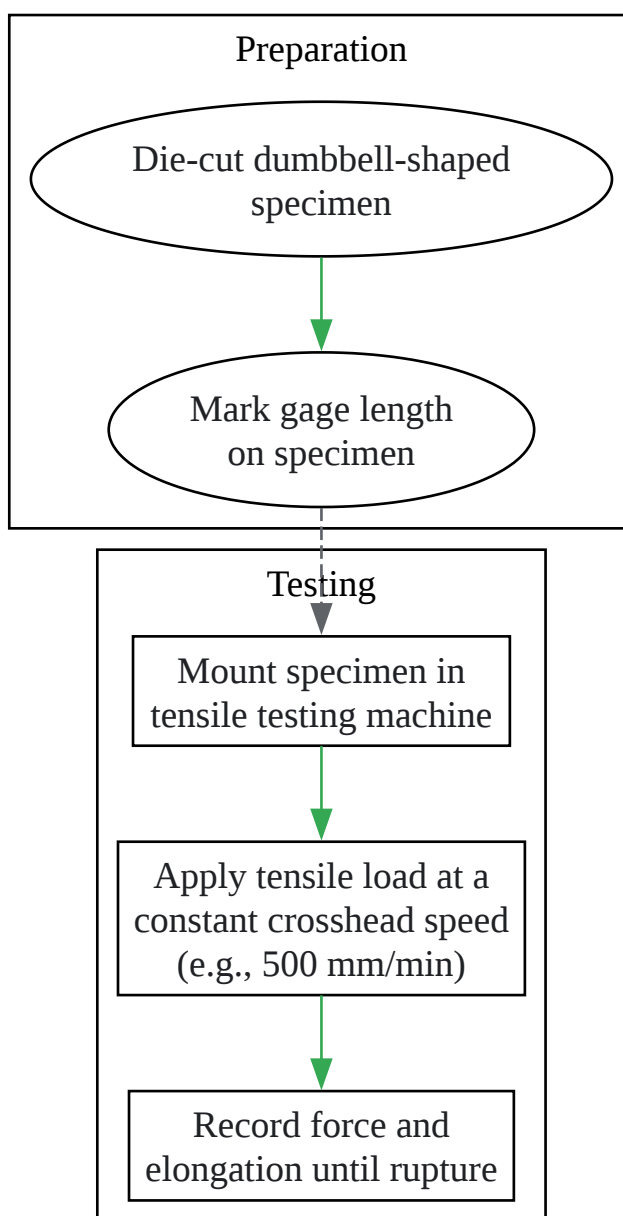 Preparation
Die-cut dumbbell-shaped
specimen
Mark gage length
on specimen
Testing
Mount specimen in
tensile testing machine
Apply tensile load at a
constant crosshead speed
(e.g., 500 mm/min)
Record force and
elongation until rupture